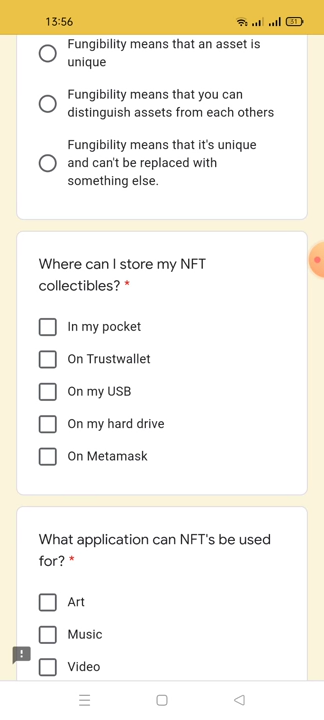 13:56
31
Fungibility means that an asset is
unique
Fungibility means that you can
distinguish assets from each others
Fungibility means that it's unique
and can't be replaced with
something else.
Where can I store my NFT
collectibles? *
In my pocket
On Trustwallet
On my USB
On my hard drive
On Metamask
What application can NFT's be used
for? *
Art
Music
Video